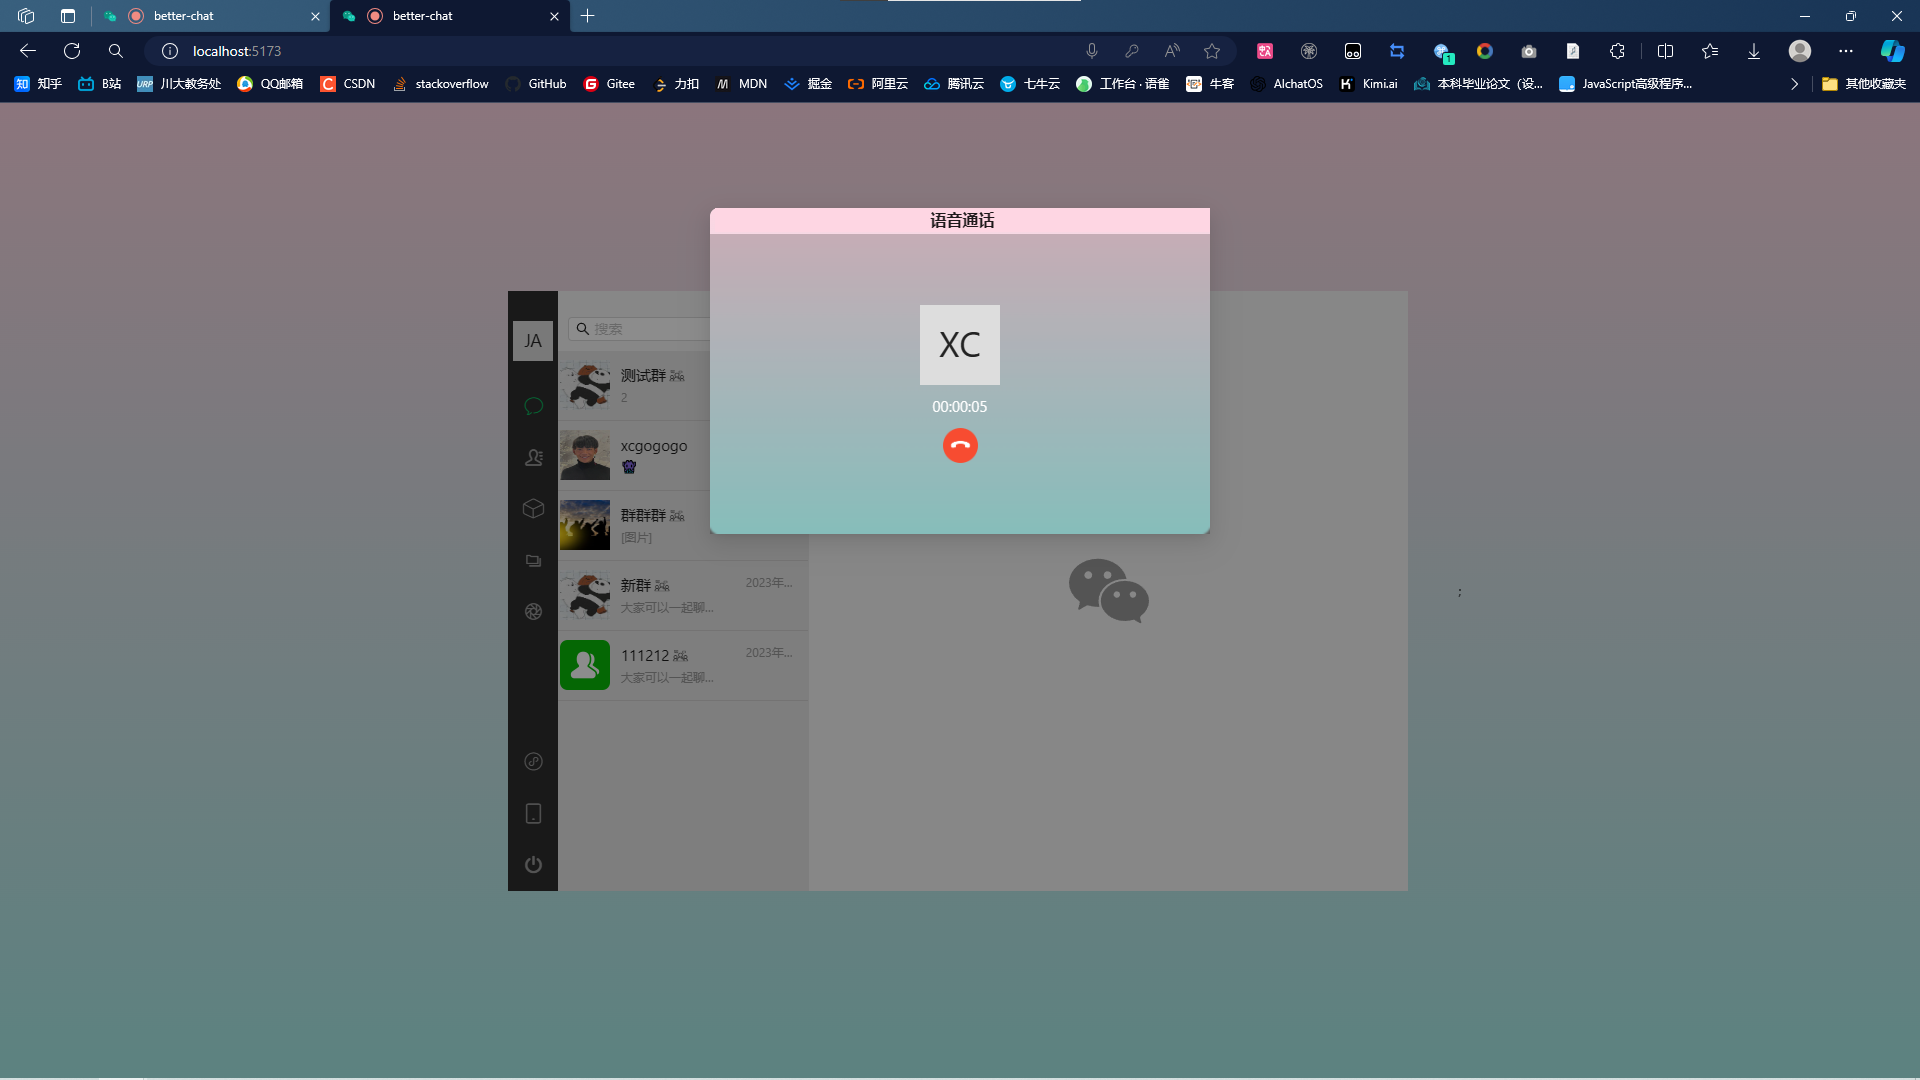 better-chat
better-chat
localhost:5173
知乎
B站
URP
川大教务处
QQ邮箱
CSDN
stackoverflow
GitHub
Gitee
力扣
MDN
掘金
阿里云
腾讯云
七牛云
工作台 · 语雀
牛客
AIchatOS
Kimi.ai
本科毕业论文（设...
JavaScript高级程序...
其他收藏夹
语音通话
XC
00:00:05
JA
搜索
测试群
2
xcgogogo
群群群
[图片]
新群
2023年...
大家可以一起聊...
111212
2023年...
大家可以一起聊...
;